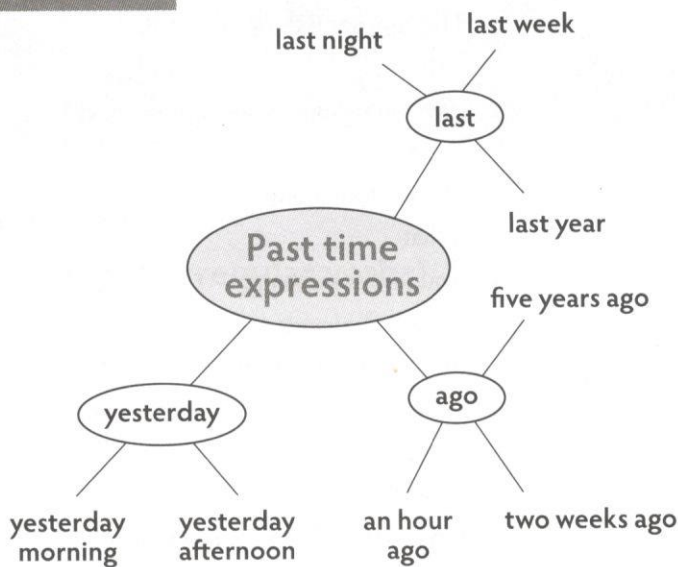 last night
last week
last
last year
Past time
expressions
five years ago
ago
yesterday
yesterday
morning
yesterday
afternoon
an hour
ago
two weeks ago